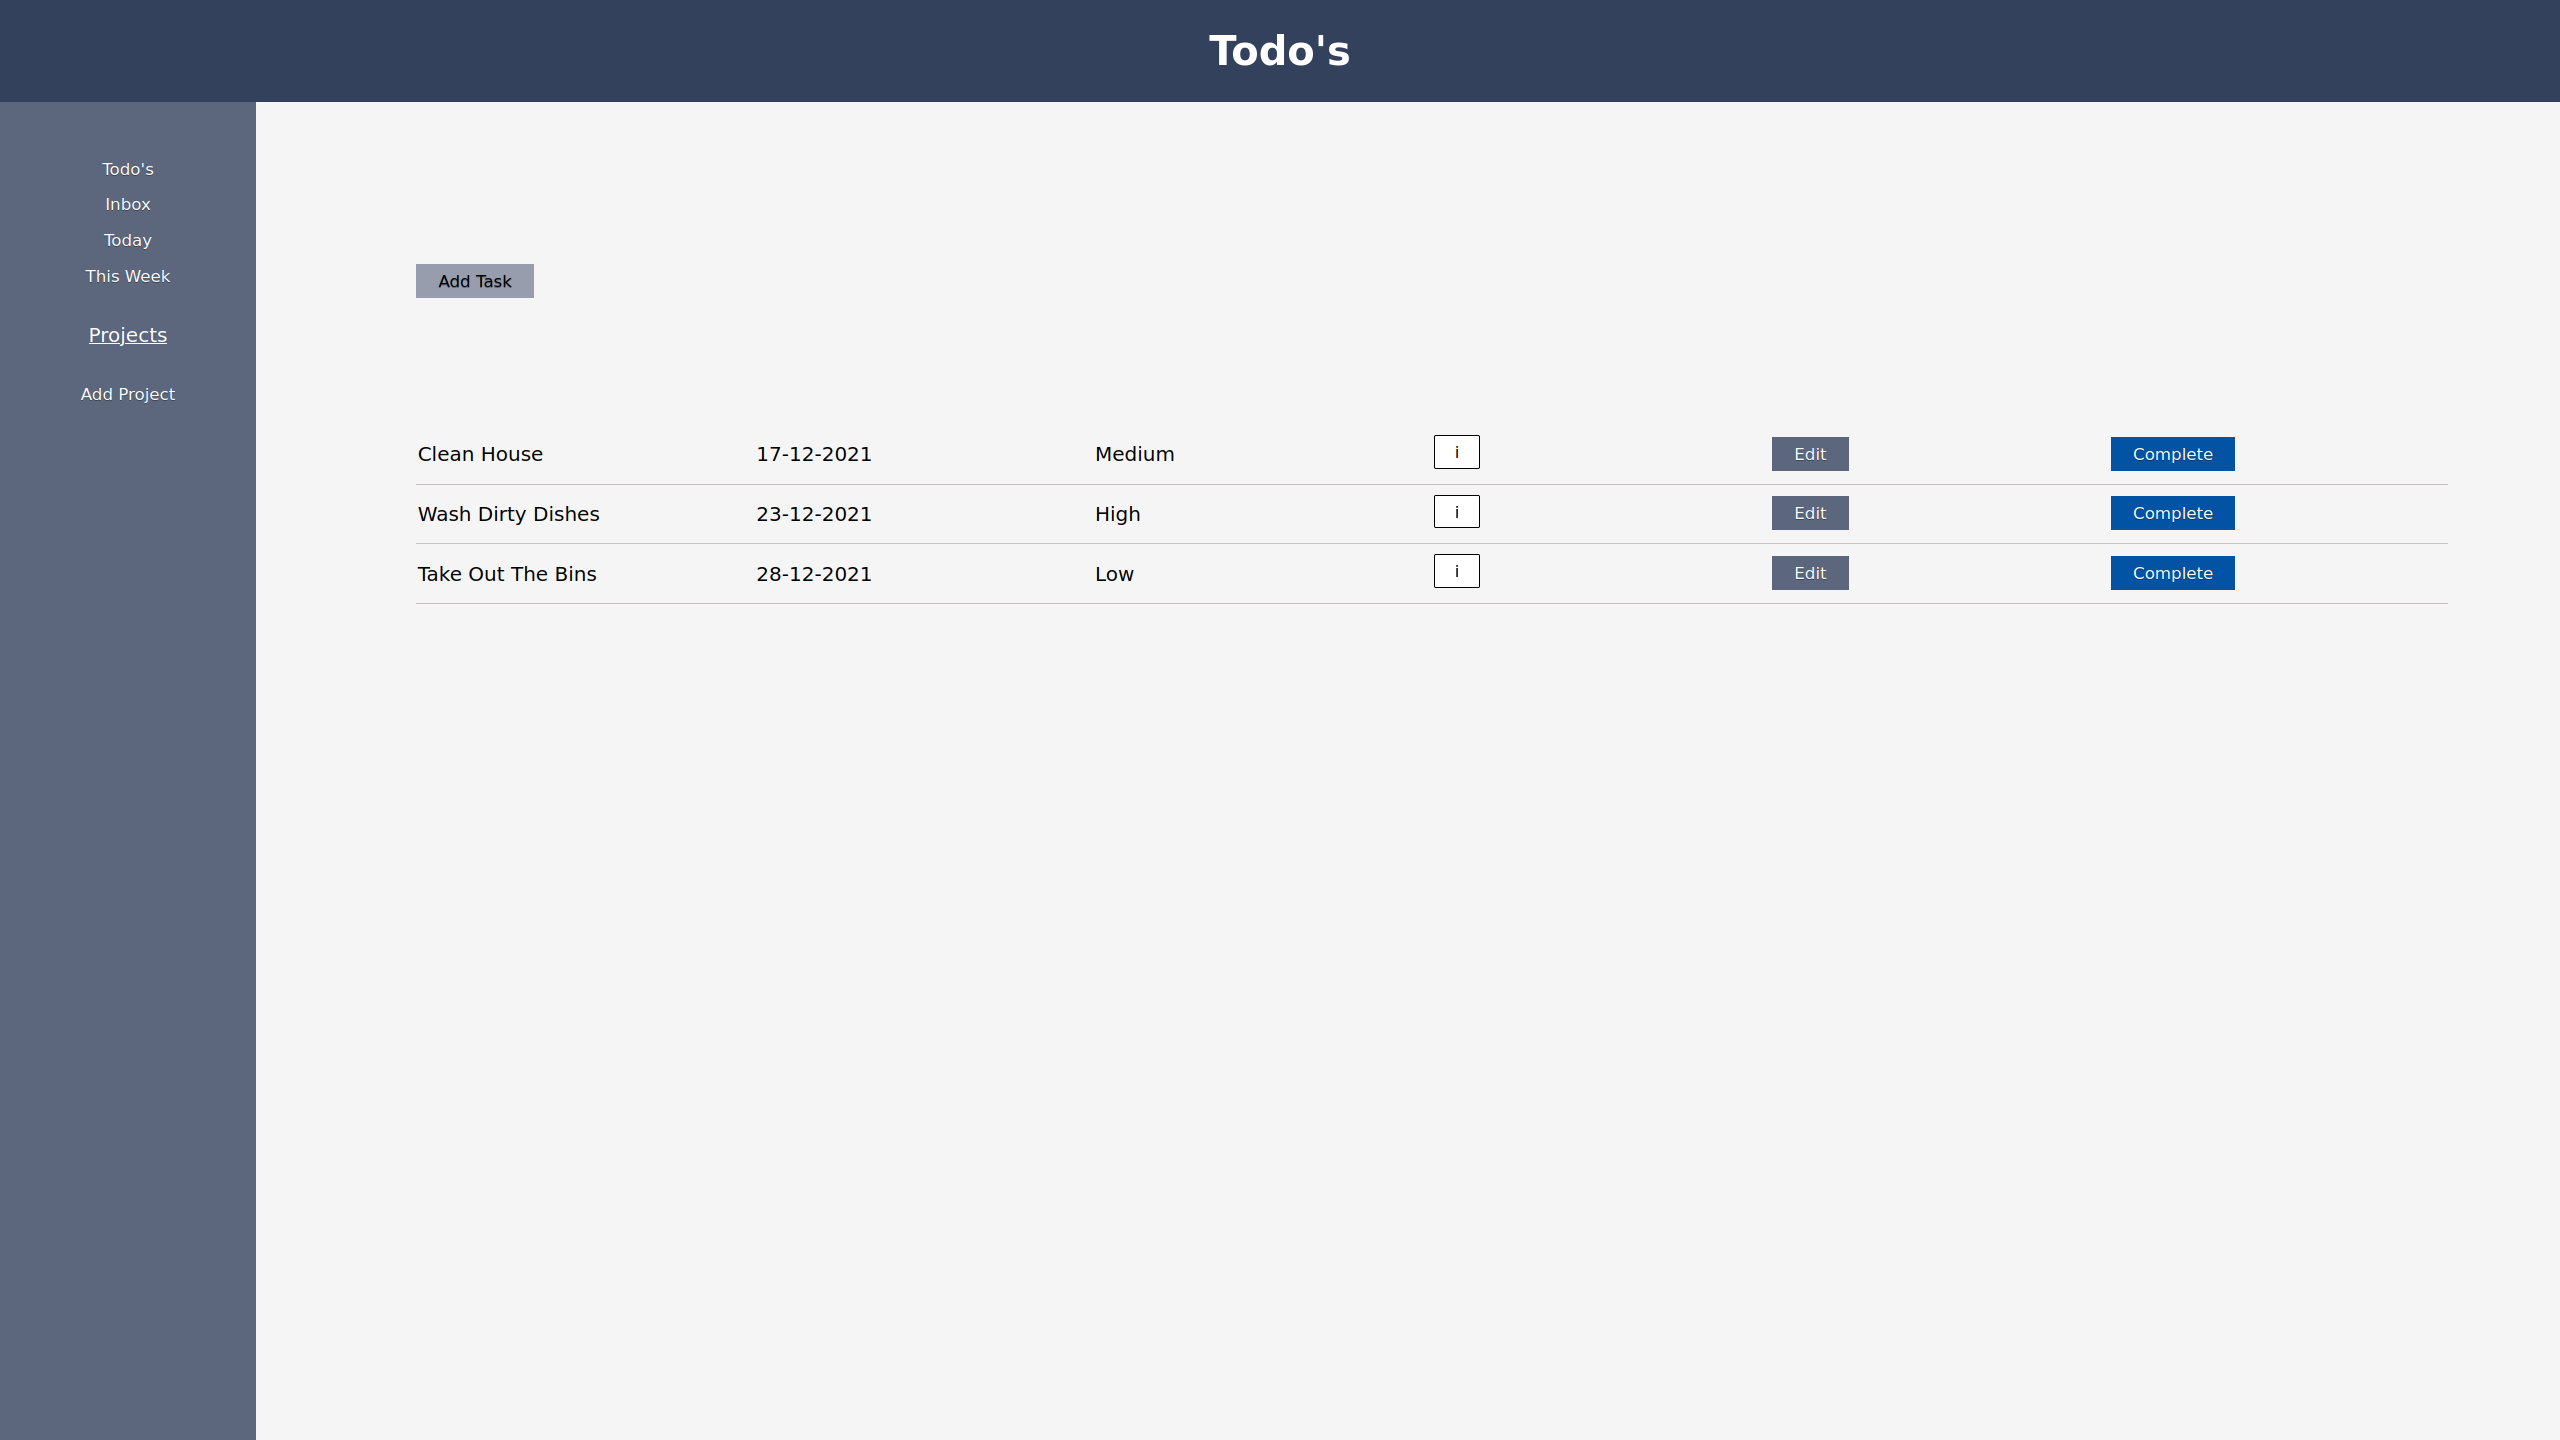 Todo's
Todo's
Inbox
Today
This Week
Projects
Add Project
Add Task
Clean House 17-12-2021 Medium i Edit Complete
Wash Dirty Dishes 23-12-2021 High i Edit Complete
Take Out The Bins 28-12-2021 Low i Edit Complete